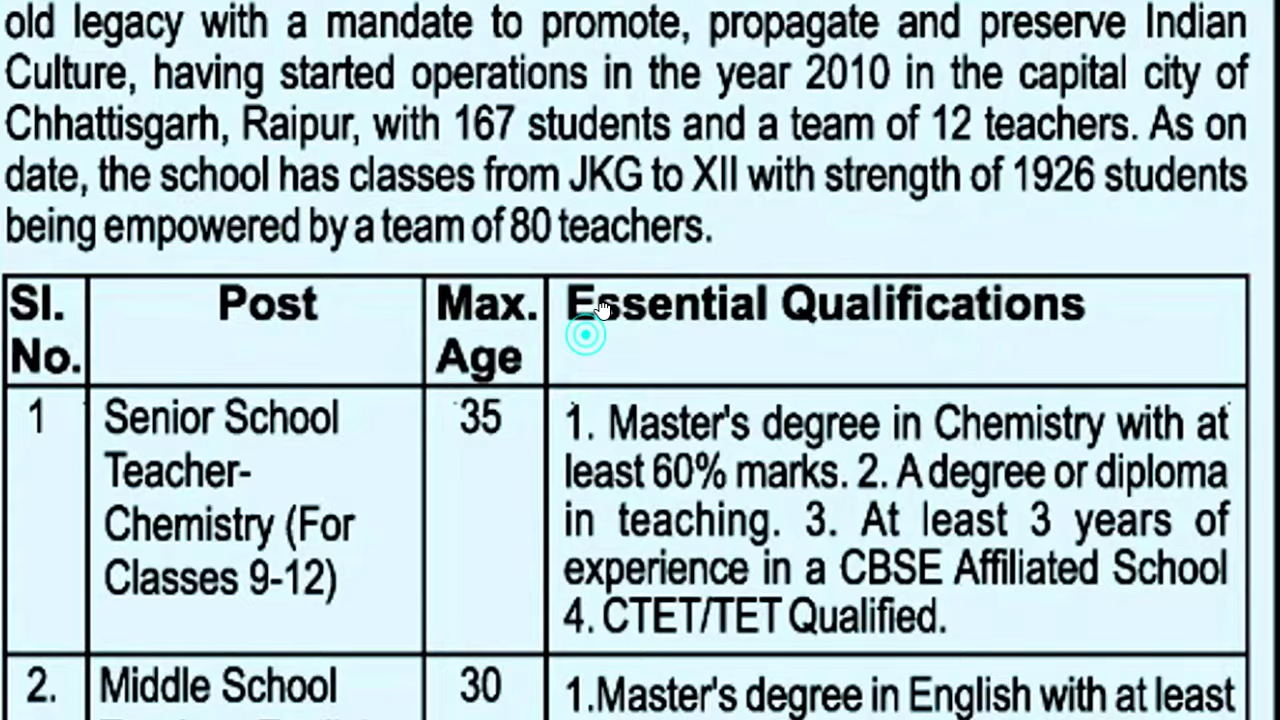 old legacy with a mandate to promote, propagate and preserve Indian
Culture, having started operations in the year 2010 in the capital city of
Chhattisgarh, Raipur, with 167 students and a team of 12 teachers. As on
date, the school has classes from JKG to XII with strength of 1926 students
being empowered by a team of 80 teachers.
Sl. No.
Post
Max. Age
Essential Qualifications
1
Senior School
Teacher-
Chemistry (For
Classes 9-12)
35
1. Master's degree in Chemistry with at
least 60% marks. 2. A degree or diploma
in teaching. 3. At least 3 years of
experience in a CBSE Affiliated School
4. CTET/TET Qualified.
2.
Middle School
30
1.Master's degree in English with at least